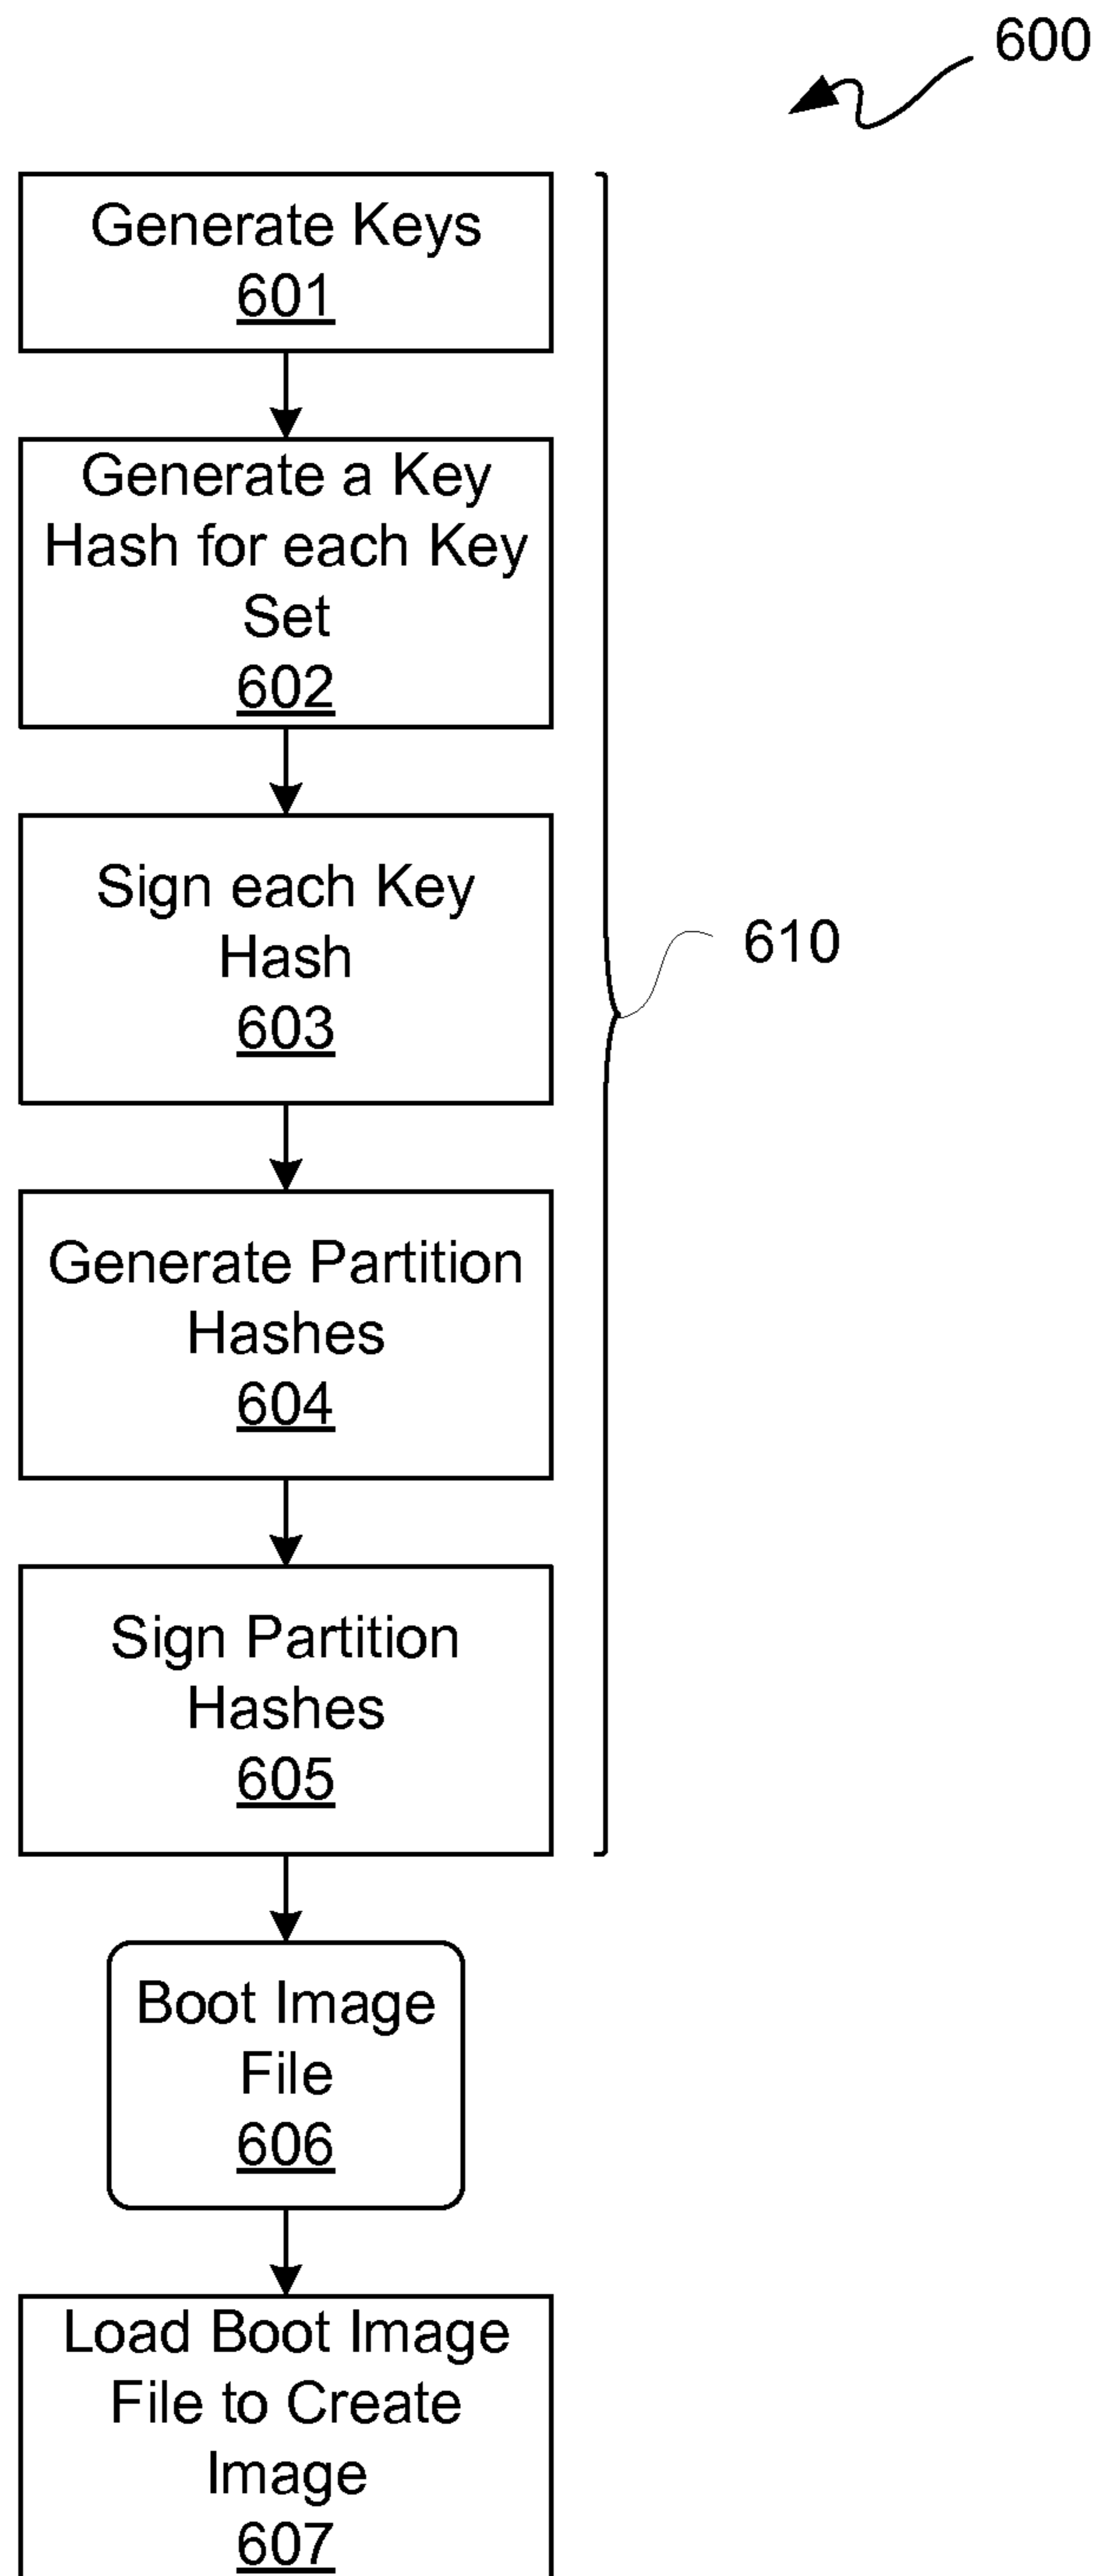 600
Generate Keys
601
Generate a Key
Hash for each Key
Set
602
Sign each Key
Hash
603
610
Generate Partition
Hashes
604
Sign Partition
Hashes
605
Boot Image
File
606
Load Boot Image
File to Create
Image
607